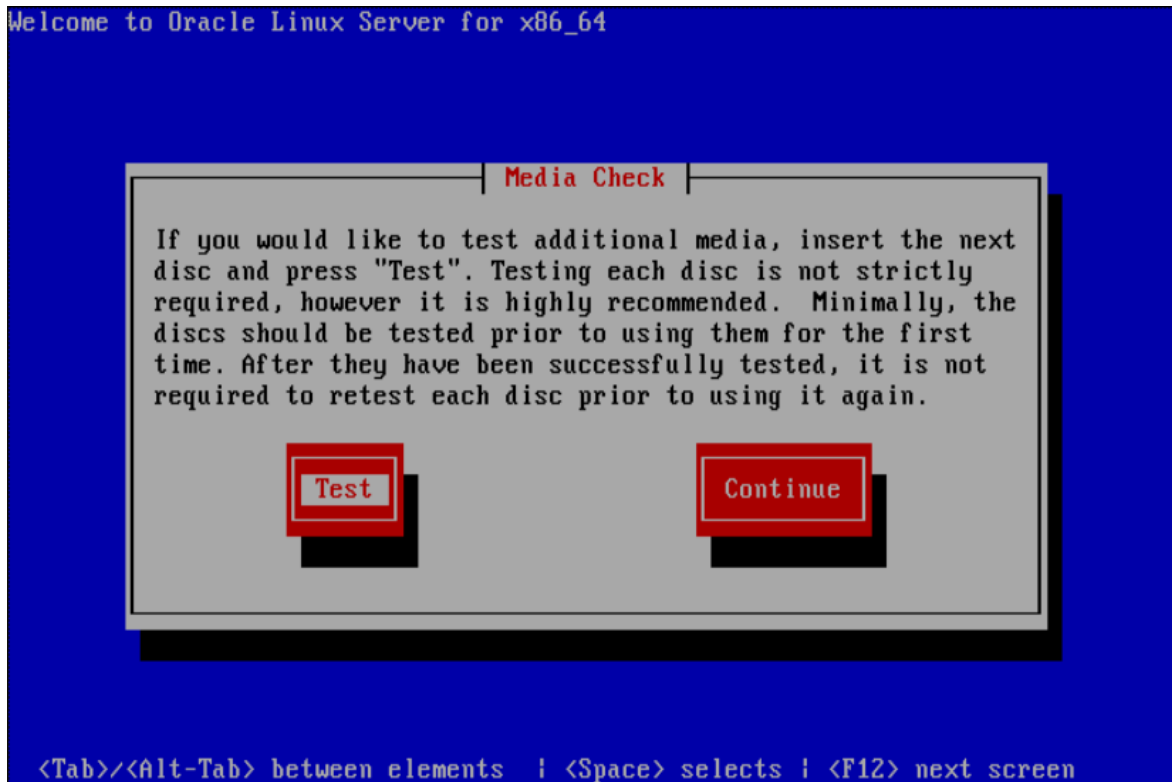 Welcome to Oracle Linux Server for x86_64
Media Check
If you would like to test additional media, insert the next
disc and press "Test". Testing each disc is not strictly
required, however it is highly recommended.  Minimally, the
discs should be tested prior to using them for the first
time. After they have been successfully tested, it is not
required to retest each disc prior to using it again.
Test Continue
<Tab>/<Alt-Tab> between elements  | <Space> selects | <F12> next screen